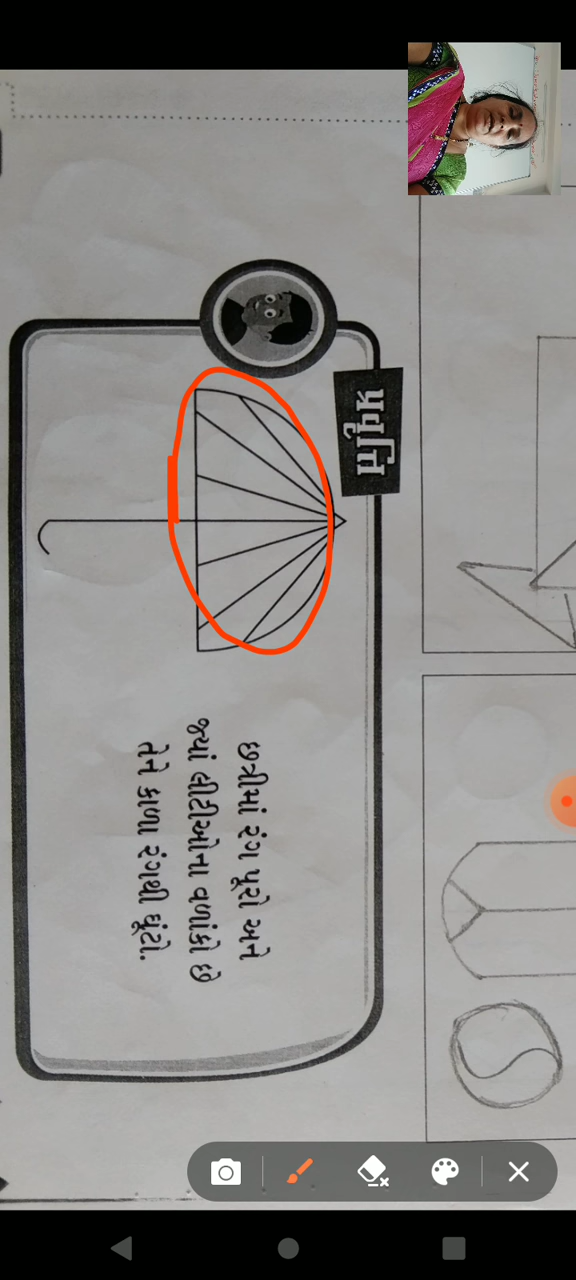 પ્રવૃત્તિ
છત્રીમાં રંગ પૂરો અને
જ્યાં લીટીઓના વળાંકો છે
તેને કાળા રંગથી ઘૂંટો.